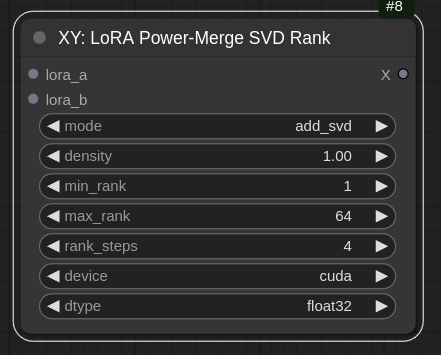 #8
XY: LoRA Power-Merge SVD Rank
lora_a X
lora_b
mode add_svd
density 1.00
min_rank 1
max_rank 64
rank_steps 4
device cuda
dtype float32